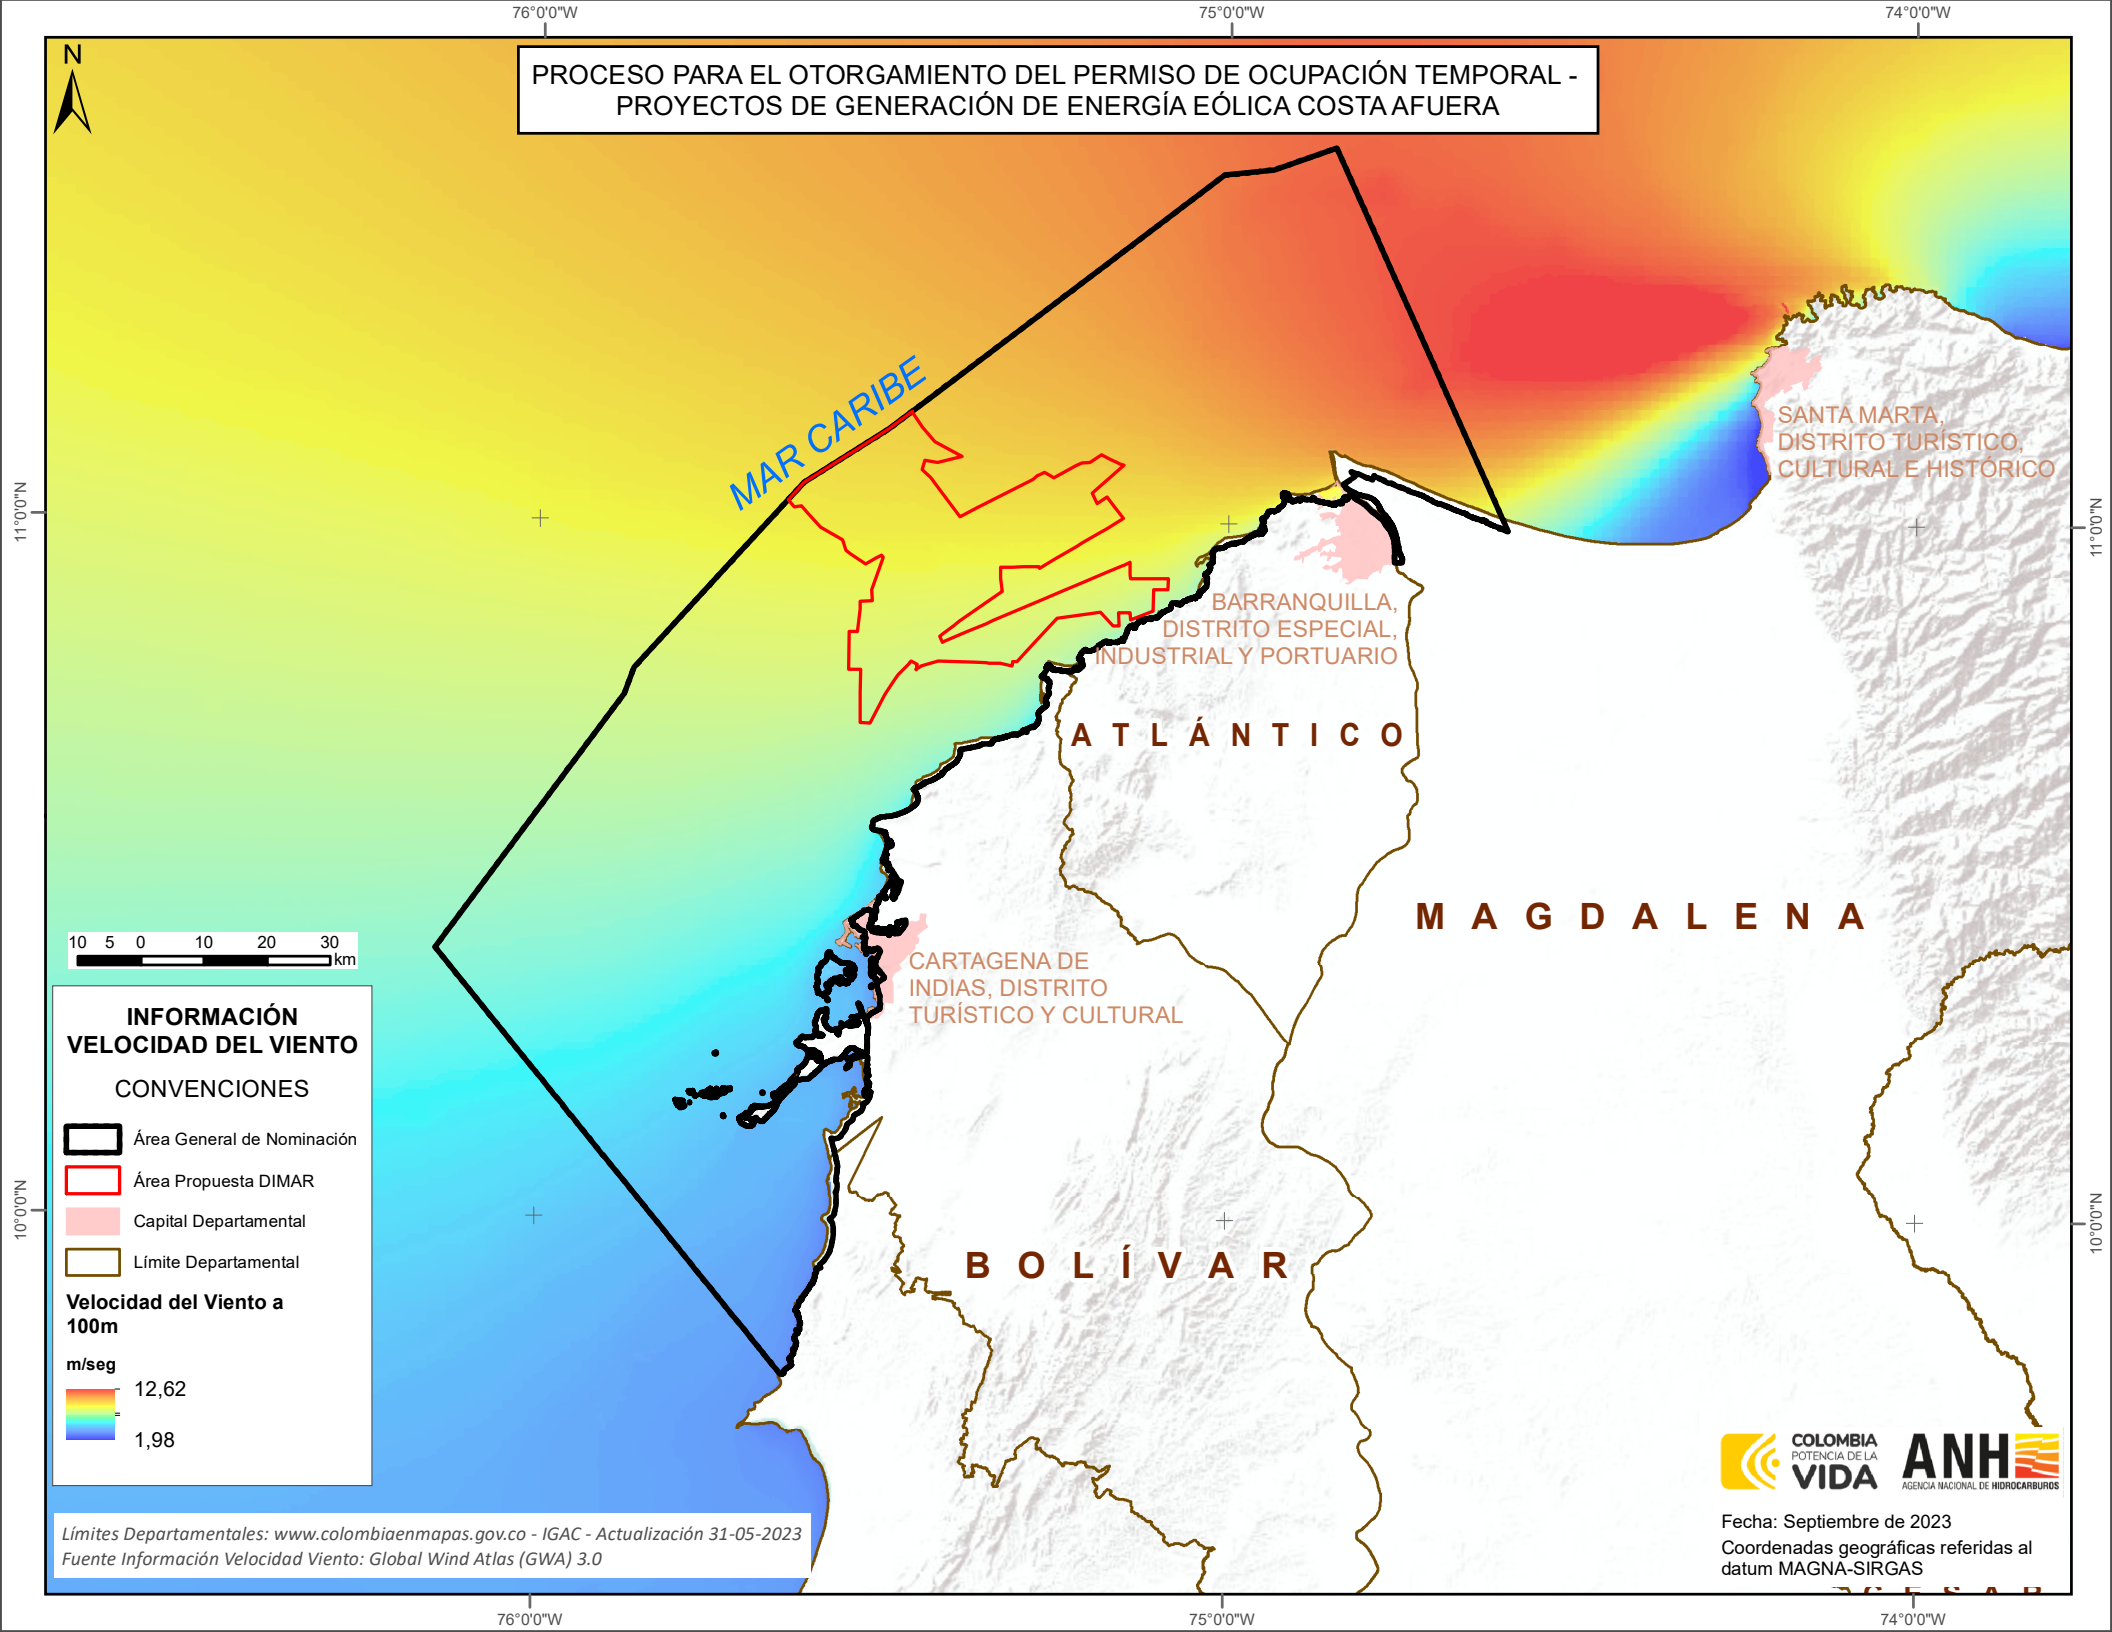 76°0'0"W
75°0'0"W
74°0'0"W
N
PROCESO PARA EL OTORGAMIENTO DEL PERMISO DE OCUPACIÓN TEMPORAL -
PROYECTOS DE GENERACIÓN DE ENERGÍA EÓLICA COSTA AFUERA
MAR CARIBE
11°0'0"N
11°0'0"N
SANTA MARTA,
DISTRITO TURÍSTICO,
CULTURAL E HISTÓRICO
BARRANQUILLA,
DISTRITO ESPECIAL,
INDUSTRIAL Y PORTUARIO
ATLÁNTICO
MAGDALENA
CARTAGENA DE
INDIAS, DISTRITO
TURÍSTICO Y CULTURAL
BOLÍVAR
10°0'0"N
10°0'0"N
10 5 0 10 20 30
km
INFORMACIÓN
VELOCIDAD DEL VIENTO
CONVENCIONES
Área General de Nominación
Área Propuesta DIMAR
Capital Departamental
Límite Departamental
Velocidad del Viento a
100m
m/seg
12,62
1,98
Límites Departamentales: www.colombiaenmapas.gov.co - IGAC - Actualización 31-05-2023
Fuente Información Velocidad Viento: Global Wind Atlas (GWA) 3.0
COLOMBIA
POTENCIA DE LA
VIDA
ANH
AGENCIA NACIONAL DE HIDROCARBUROS
Fecha: Septiembre de 2023
Coordenadas geográficas referidas al
datum MAGNA-SIRGAS
CESAR
76°0'0"W
75°0'0"W
74°0'0"W